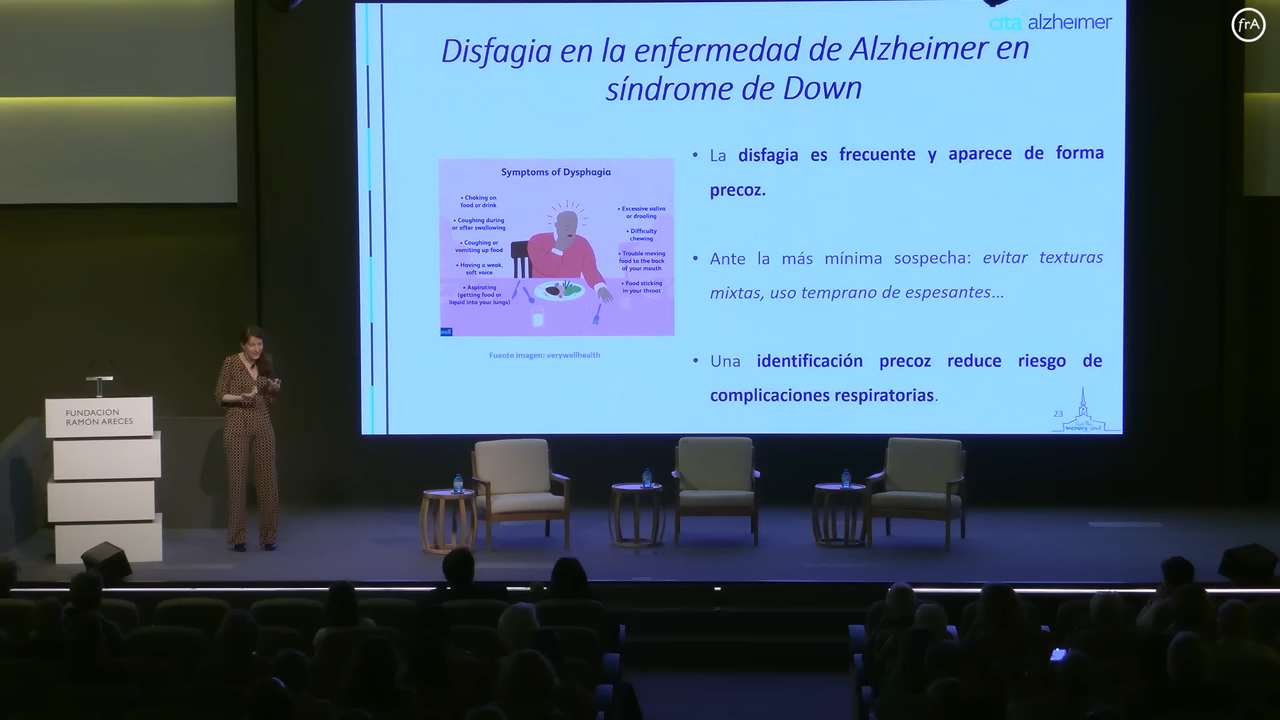 frA
cita alzheimer
Disfagia en la enfermedad de Alzheimer en
síndrome de Down
Symptoms of Dysphagia
• Choking on
food or drink
• Coughing during
or after swallowing
• Coughing or
vomiting up food
• Having a weak,
soft voice
• Aspirating
(getting food or
liquid into your lungs)
• Excessive saliva
or drooling
• Difficulty
chewing
• Trouble moving
food to the back
of your mouth
• Food sticking
in your throat
Fuente imagen: verywellhealth
• La disfagia es frecuente y aparece de forma
precoz.
• Ante la más mínima sospecha: evitar texturas
mixtas, uso temprano de espesantes...
• Una identificación precoz reduce riesgo de
complicaciones respiratorias.
23
FUNDACIÓN
RAMÓN ARECES